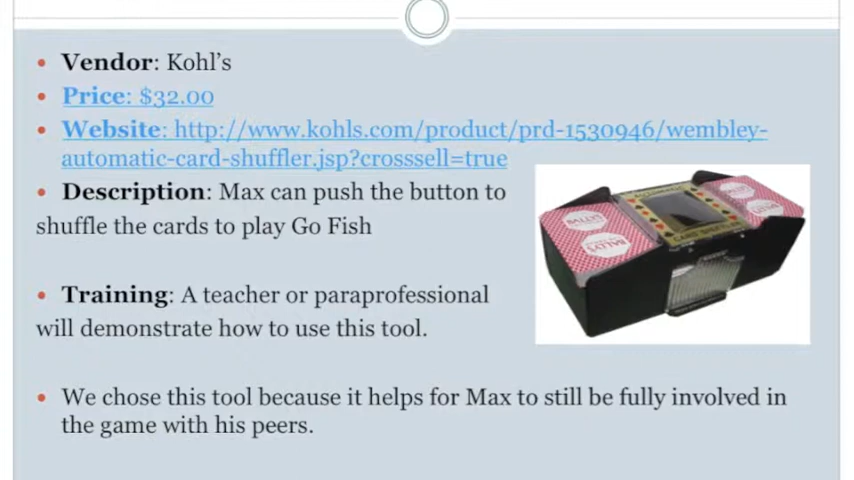 Vendor: Kohl's
Price: $32.00
Website: http://www.kohls.com/product/prd-1530946/wembley-
automatic-card-shuffler.jsp?crosssell=true
Description: Max can push the button to
shuffle the cards to play Go Fish
Training: A teacher or paraprofessional
will demonstrate how to use this tool.
We chose this tool because it helps for Max to still be fully involved in
the game with his peers.
BALLY'S